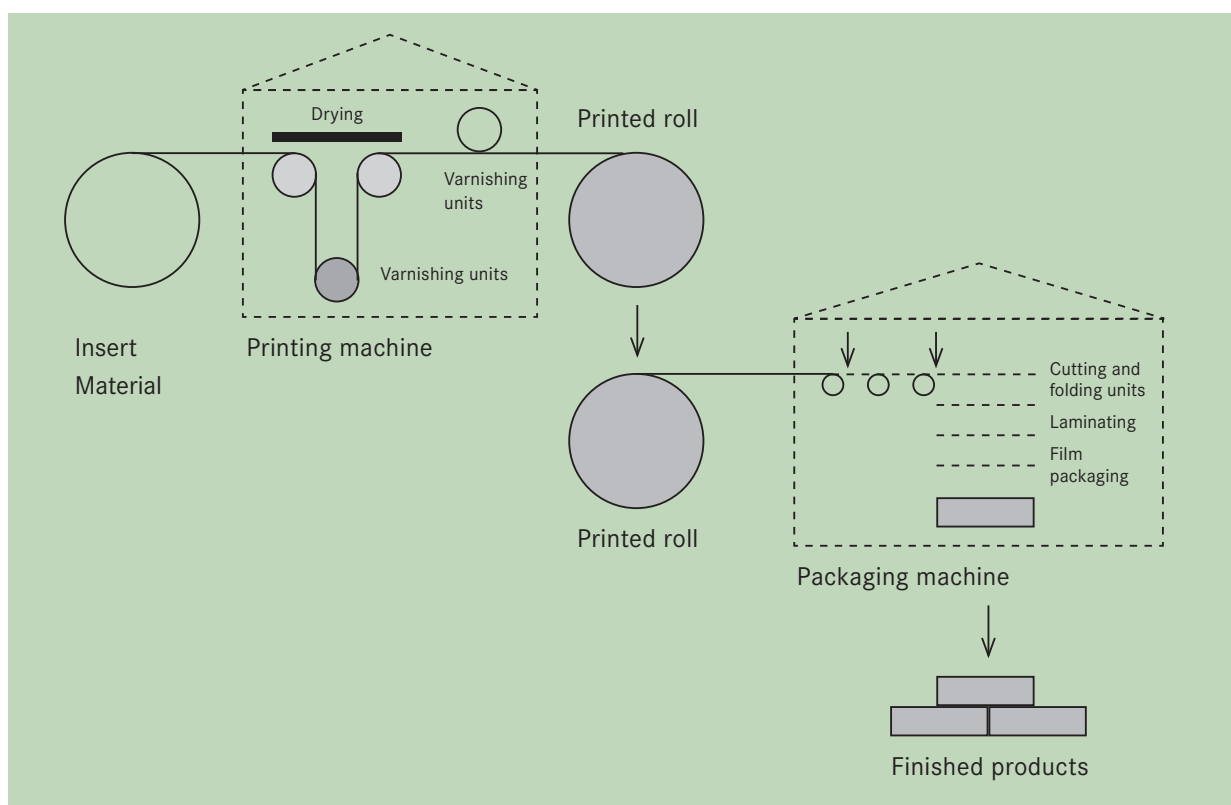 Drying
Printed roll
Varnishing
units
Varnishing units
Insert
Material
Printing machine
Cutting and
folding units
Laminating
Film
packaging
Printed roll
Packaging machine
Finished products